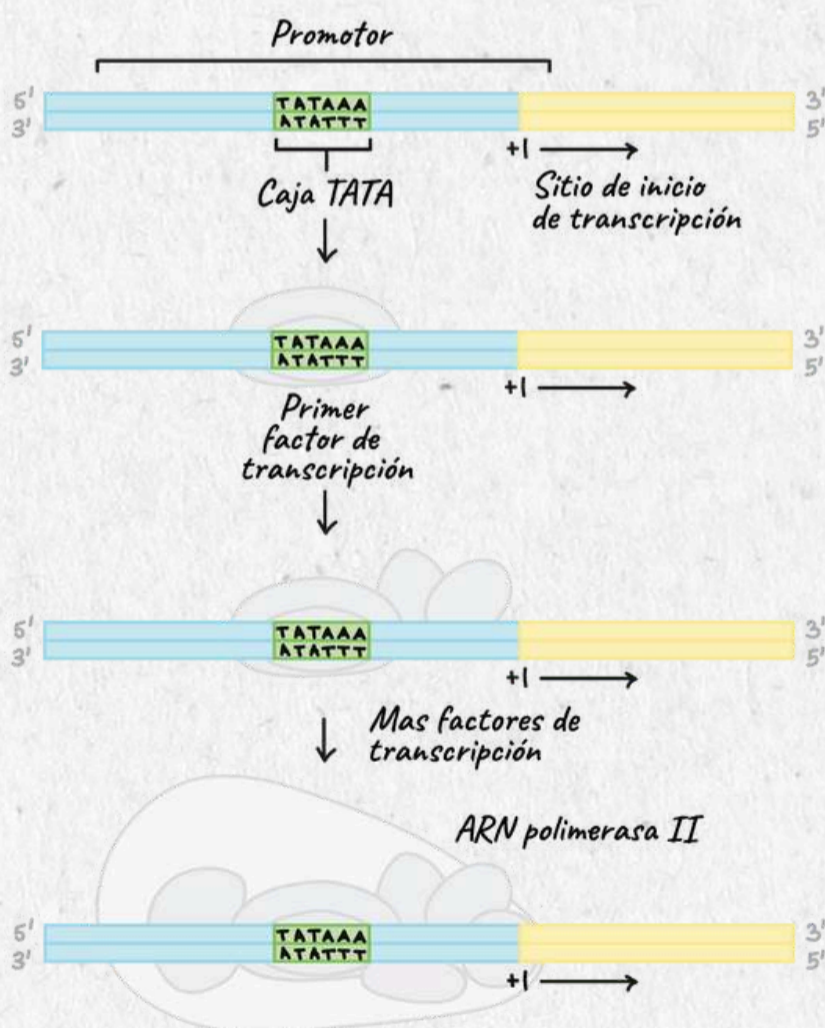 Promotor
5' TATAAA 3'
3' ATATTT 5'
Caja TATA
+1
Sitio de inicio
de transcripción
5' TATAAA 3'
3' ATATTT 5'
+1
Primer
factor de
transcripción
5' TATAAA 3'
3' ATATTT 5'
+1
Mas factores de
transcripción
ARN polimerasa II
5' TATAAA 3'
3' ATATTT 5'
+1